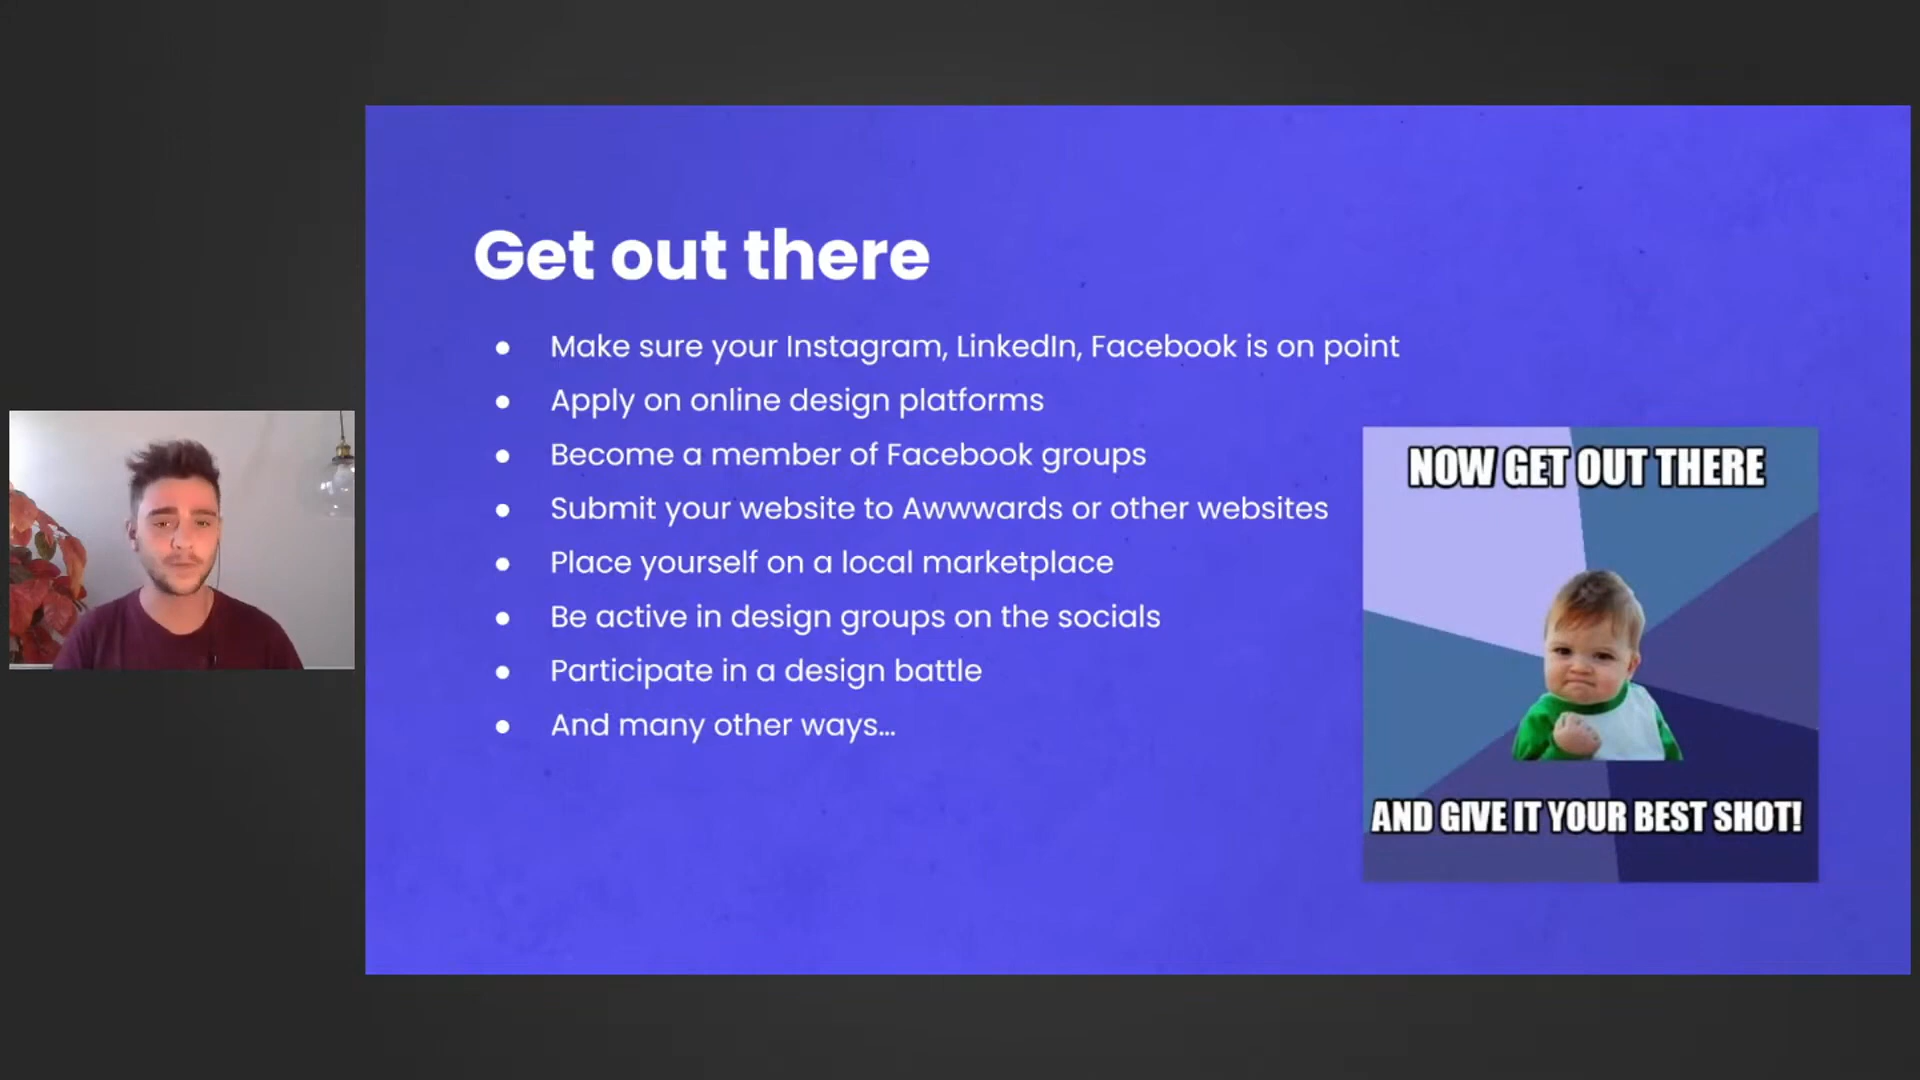 Get out there
● Make sure your Instagram, LinkedIn, Facebook is on point
● Apply on online design platforms
● Become a member of Facebook groups
● Submit your website to Awwwards or other websites
● Place yourself on a local marketplace
● Be active in design groups on the socials
● Participate in a design battle
● And many other ways...
NOW GET OUT THERE
AND GIVE IT YOUR BEST SHOT!